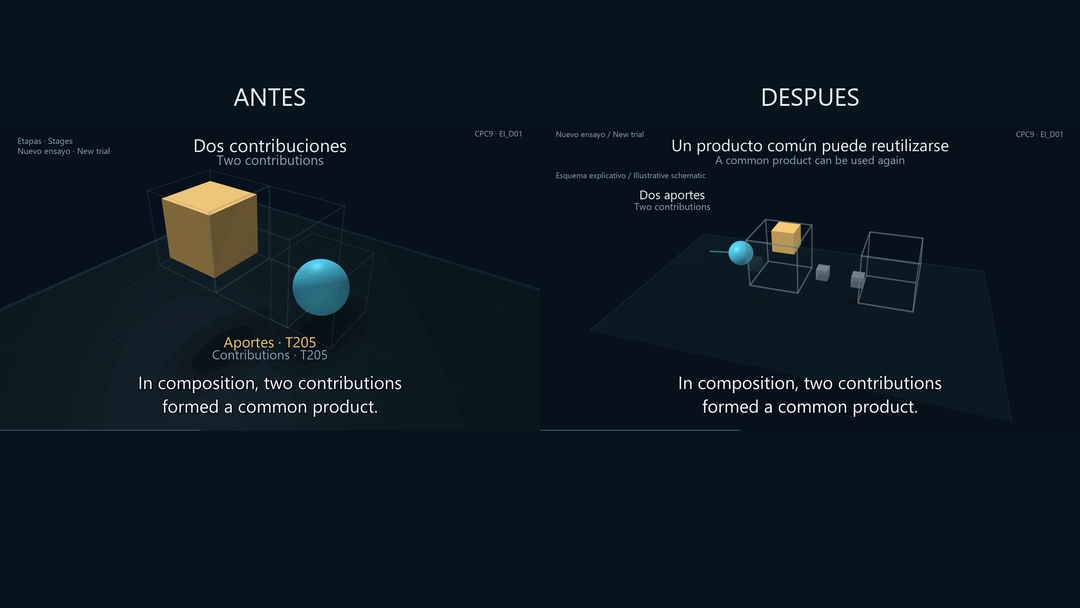 ANTES
Etapas · Stages
Nuevo ensayo · New trial
CPC9 · EI_D01
Dos contribuciones
Two contributions
Aportes · T205
Contributions · T205
In composition, two contributions
formed a common product.
DESPUES
Nuevo ensayo / New trial
CPC9 · EI_D01
Un producto común puede reutilizarse
A common product can be used again
Esquema explicativo / Illustrative schematic
Dos aportes
Two contributions
In composition, two contributions
formed a common product.